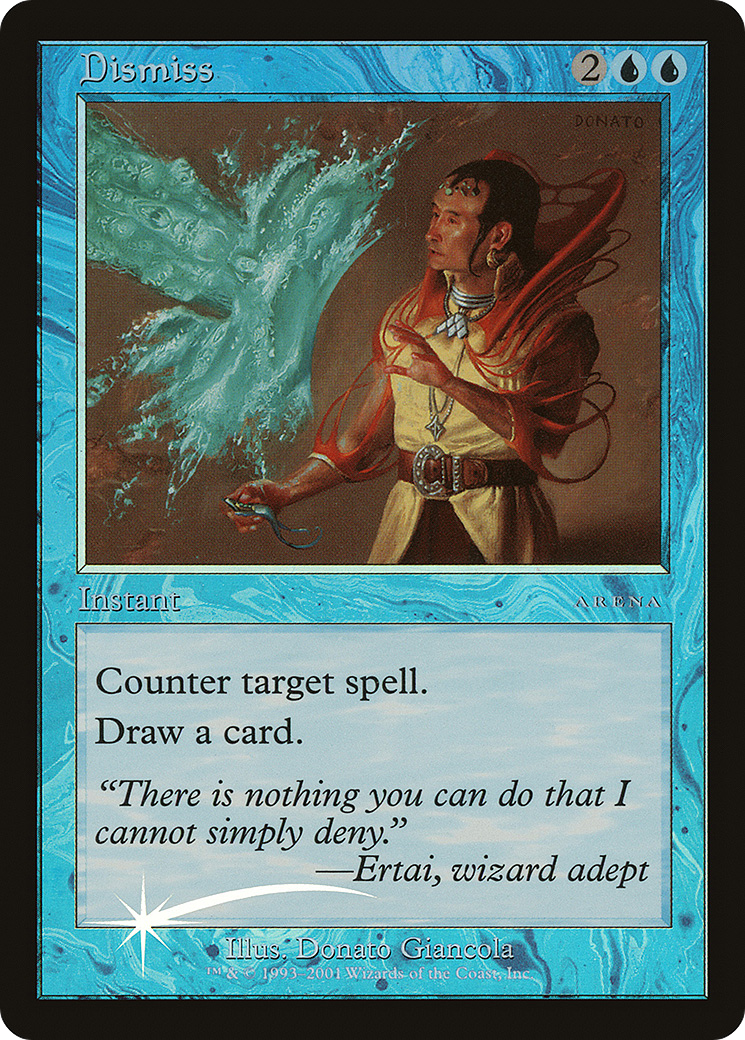 Dismiss 2
DONATO
Instant ARENA
Counter target spell.
Draw a card.
“There is nothing you can do that I
cannot simply deny.”
—Ertai, wizard adept
Illus. Donato Giancola
™ & © 1993–2001 Wizards of the Coast, Inc.